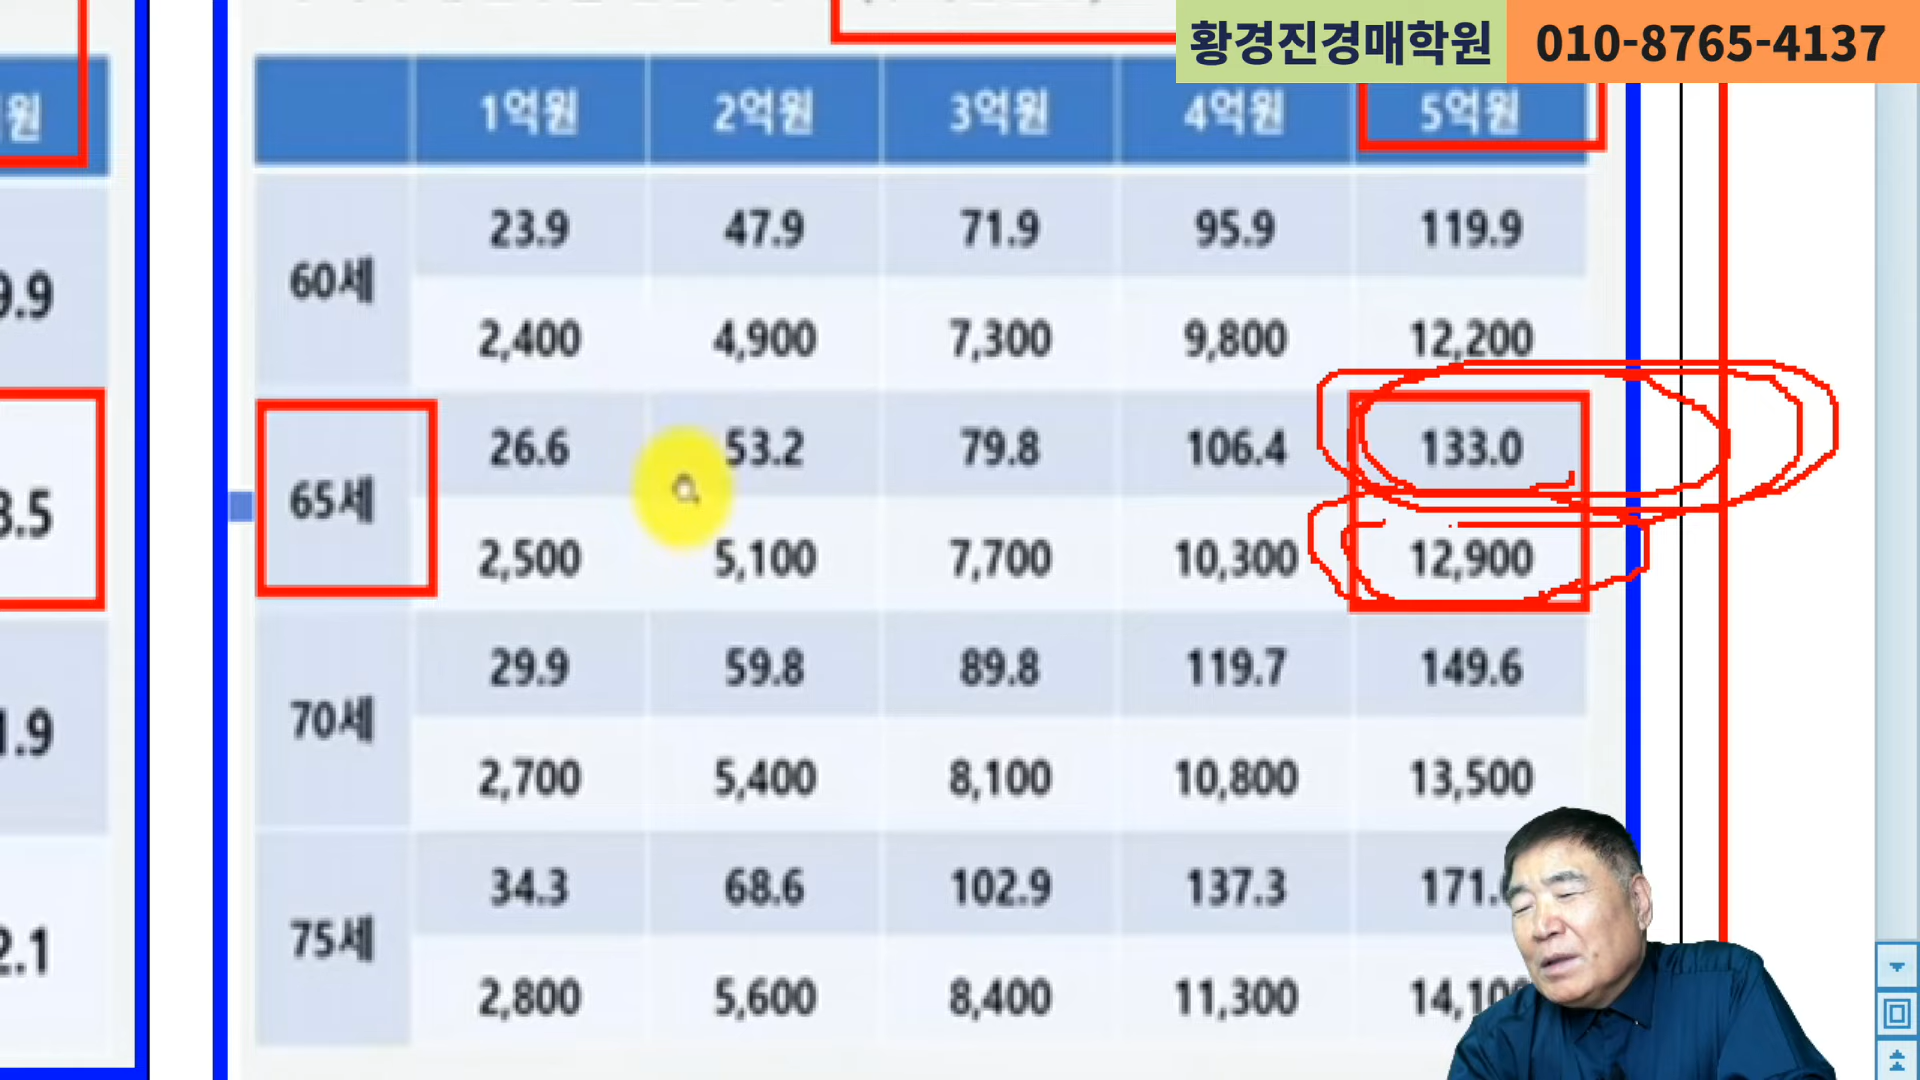 황경진경매학원 010-8765-4137
원 1억원 2억원 3억원 4억원 5억원
60세 23.9 47.9 71.9 95.9 119.9
2,400 4,900 7,300 9,800 12,200
65세 26.6 53.2 79.8 106.4 133.0
2,500 5,100 7,700 10,300 12,900
70세 29.9 59.8 89.8 119.7 149.6
2,700 5,400 8,100 10,800 13,500
75세 34.3 68.6 102.9 137.3 171.
2,800 5,600 8,400 11,300 14,100